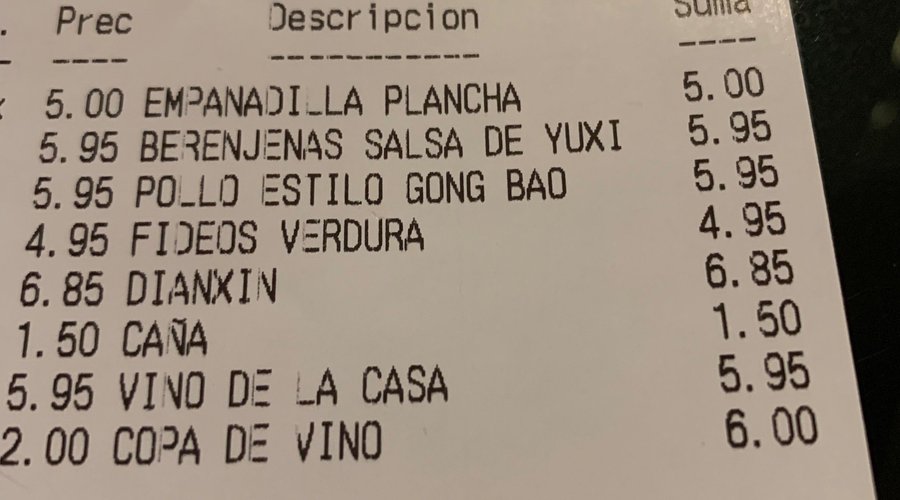 . Prec Descripcion Suma
---- ----------- ----
5.00 EMPANADILLA PLANCHA 5.00
5.95 BERENJENAS SALSA DE YUXI 5.95
5.95 POLLO ESTILO GONG BAO 5.95
4.95 FIDEOS VERDURA 4.95
6.85 DIANXIN 6.85
1.50 CAÑA 1.50
5.95 VINO DE LA CASA 5.95
2.00 COPA DE VINO 6.00